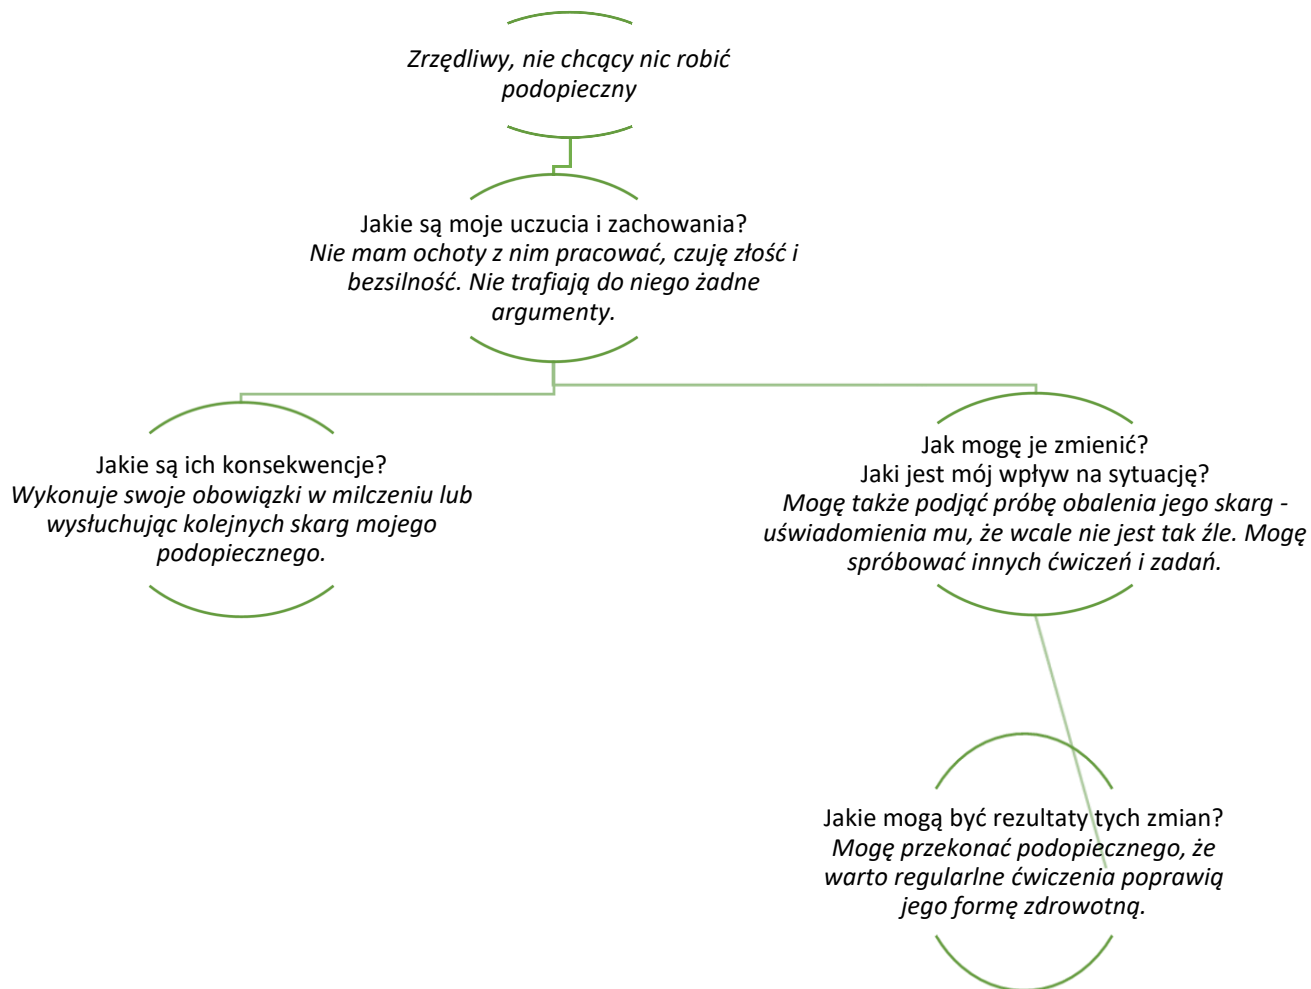 Zrzędliwy, nie chcący nic robić
podopieczny
Jakie są moje uczucia i zachowania?
Nie mam ochoty z nim pracować, czuję złość i
bezsilność. Nie trafiają do niego żadne
argumenty.
Jakie są ich konsekwencje?
Wykonuje swoje obowiązki w milczeniu lub
wysłuchując kolejnych skarg mojego
podopiecznego.
Jak mogę je zmienić?
Jaki jest mój wpływ na sytuację?
Mogę także podjąć próbę obalenia jego skarg -
uświadomienia mu, że wcale nie jest tak źle. Mogę
spróbować innych ćwiczeń i zadań.
Jakie mogą być rezultaty tych zmian?
Mogę przekonać podopiecznego, że
warto regularlne ćwiczenia poprawią
jego formę zdrowotną.